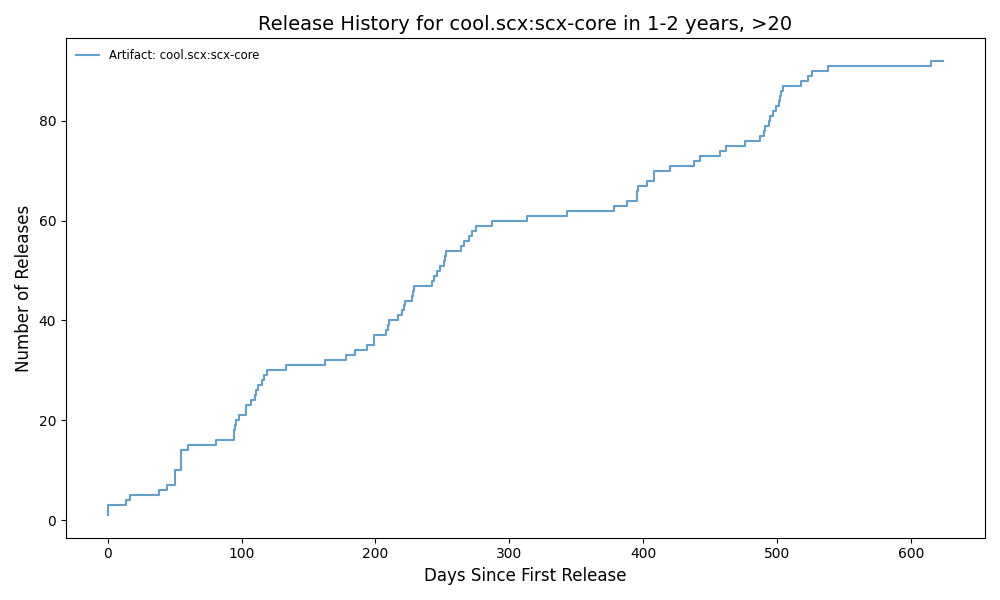 Release History for cool.scx:scx-core in 1-2 years, >20
Artifact: cool.scx:scx-core
Number of Releases
80
60
40
20
0
0 100 200 300 400 500 600
Days Since First Release